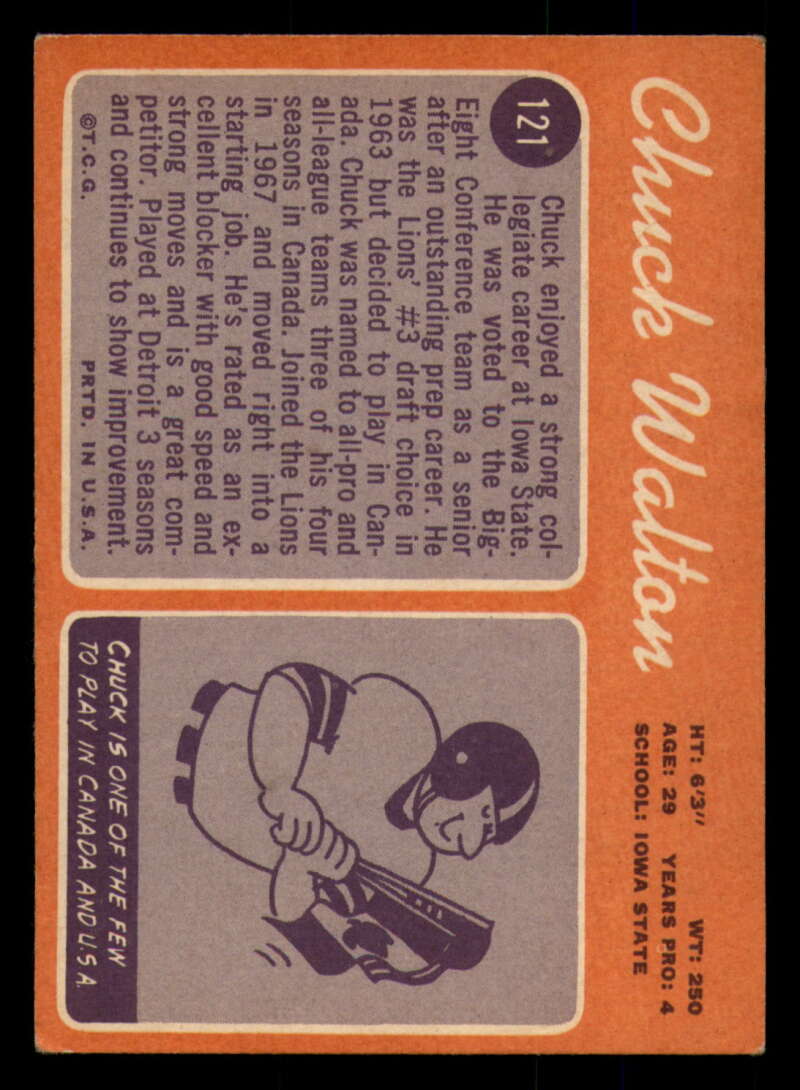 Chuck Walton
HT: 6'3" WT: 250
AGE: 29 YEARS PRO: 4
SCHOOL: IOWA STATE
121
Chuck enjoyed a strong col-
legiate career at Iowa State.
He was voted to the Big-
Eight Conference team as a senior
after an outstanding prep career. He
was the Lions' #3 draft choice in
1963 but decided to play in Can-
ada. Chuck was named to all-pro and
all-league teams three of his four
seasons in Canada. Joined the Lions
in 1967 and moved right into a
starting job. He's rated as an ex-
cellent blocker with good speed and
strong moves and is a great com-
petitor. Played at Detroit 3 seasons
and continues to show improvement.
©T.C.G. PRTD. IN U.S.A.
CHUCK IS ONE OF THE FEW
TO PLAY IN CANADA AND U.S.A.